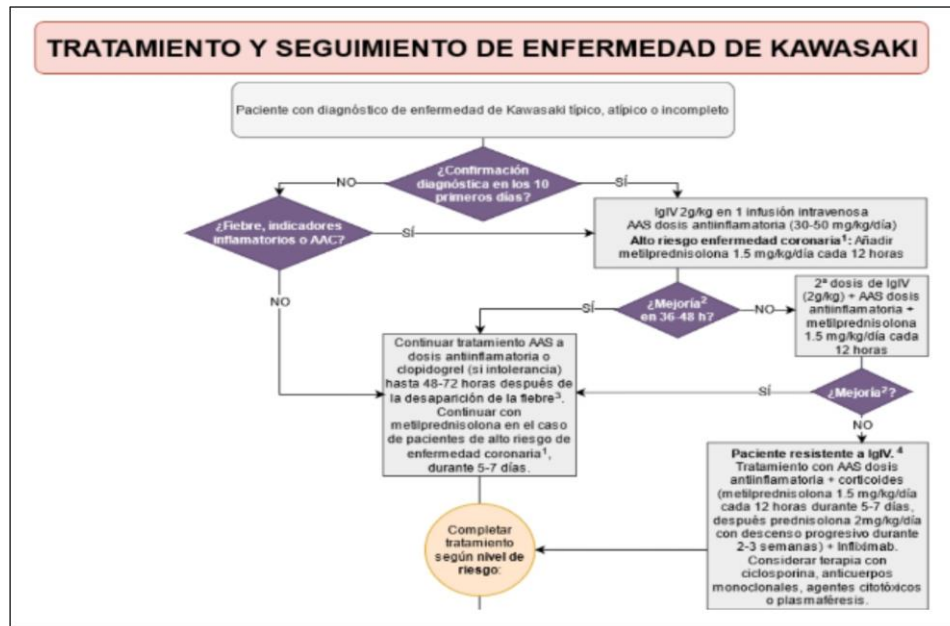 TRATAMIENTO Y SEGUIMIENTO DE ENFERMEDAD DE KAWASAKI
Paciente con diagnóstico de enfermedad de Kawasaki típico, atípico o incompleto
¿Confirmación
diagnóstica en los 10
primeros días?
NO
SÍ
¿Fiebre, indicadores
inflamatorios o AAC?
SÍ
NO
IgIV 2g/kg en 1 infusión intravenosa
AAS dosis antiinflamatoria (30-50 mg/kg/día)
Alto riesgo enfermedad coronaria¹: Añadir
metilprednisolona 1.5 mg/kg/día cada 12 horas
¿Mejoría²
en 36-48 h?
SÍ
NO
2ª dosis de IgIV
(2g/kg) + AAS dosis
antiinflamatoria +
metilprednisolona
1.5 mg/kg/día cada
12 horas
Continuar tratamiento AAS a
dosis antiinflamatoria o
clopidogrel (si intolerancia)
hasta 48-72 horas después de
la desaparición de la fiebre³.
Continuar con
metilprednisolona en el caso
de pacientes de alto riesgo de
enfermedad coronaria¹,
durante 5-7 días.
¿Mejoría²?
SÍ
NO
Paciente resistente a IgIV. ⁴
Tratamiento con AAS dosis
antiinflamatoria + corticoides
(metilprednisolona 1.5 mg/kg/día
cada 12 horas durante 5-7 días,
después prednisolona 2mg/kg/día
con descenso progresivo durante
2-3 semanas) + Infliximab.
Considerar terapia con
ciclosporina, anticuerpos
monoclonales, agentes citotóxicos
o plasmaféresis.
Completar
tratamiento
según nivel de
riesgo: